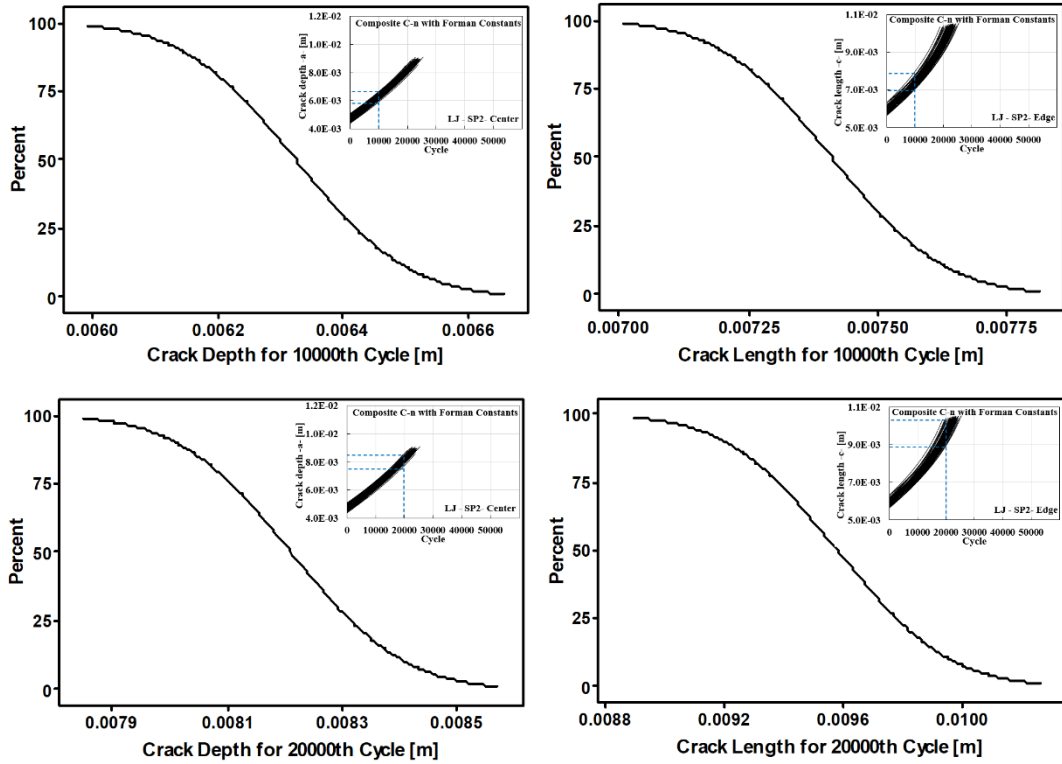 100
75
50
25
0
Percent
0.0060 0.0062 0.0064 0.0066
Crack Depth for 10000th Cycle [m]
1.2E-02
1.0E-02
8.0E-03
6.0E-03
4.0E-03
Crack depth -a- [m]
Composite C-n with Forman Constants
LJ - SP2- Center
0 10000 20000 30000 40000 50000
Cycle
100
75
50
25
0
Percent
0.00700 0.00725 0.00750 0.00775
Crack Length for 10000th Cycle [m]
1.1E-02
9.0E-03
7.0E-03
5.0E-03
Crack length -c- [m]
Composite C-n with Forman Constants
LJ - SP2- Edge
0 10000 20000 30000 40000 50000
Cycle
100
75
50
25
0
Percent
0.0079 0.0081 0.0083 0.0085
Crack Depth for 20000th Cycle [m]
1.2E-02
1.0E-02
8.0E-03
6.0E-03
4.0E-03
Crack depth -a- [m]
Composite C-n with Forman Constants
LJ - SP2- Center
0 10000 20000 30000 40000 50000
Cycle
100
75
50
25
0
Percent
0.0088 0.0092 0.0096 0.0100
Crack Length for 20000th Cycle [m]
1.1E-02
9.0E-03
7.0E-03
5.0E-03
Crack length -c- [m]
Composite C-n with Forman Constants
LJ - SP2- Edge
0 10000 20000 30000 40000 50000
Cycle